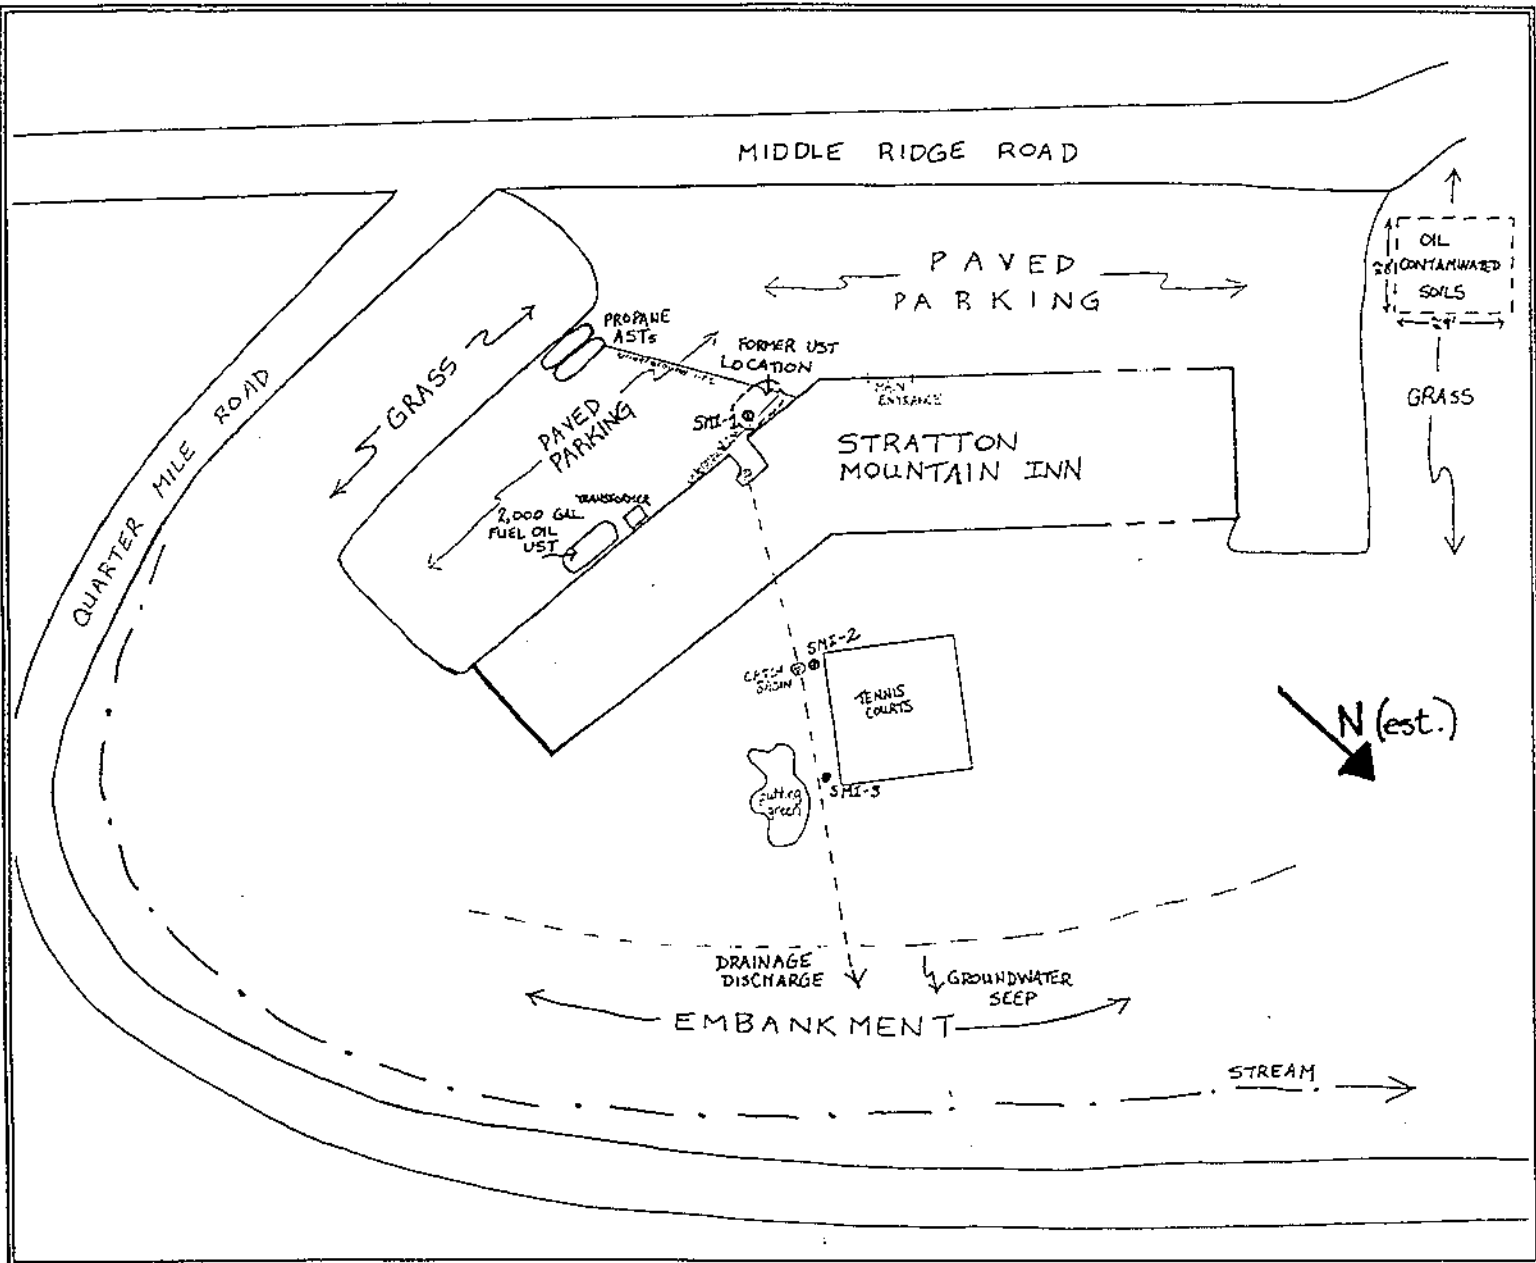 MIDDLE RIDGE ROAD
PAVED
PARKING
OIL
CONTAMINATED
SOILS
GRASS
PROPANE
ASTs
FORMER UST
LOCATION
MAIN
ENTRANCE
SMI-1
GRASS
PAVED
PARKING
QUARTER MILE ROAD
STRATTON
MOUNTAIN INN
TRANSFORMER
2,000 GAL
FUEL OIL
UST
SMI-2
CATCH
BASIN
TENNIS
COURTS
N (est.)
putting
green
SMI-3
DRAINAGE
DISCHARGE
GROUNDWATER
SEEP
EMBANKMENT
STREAM